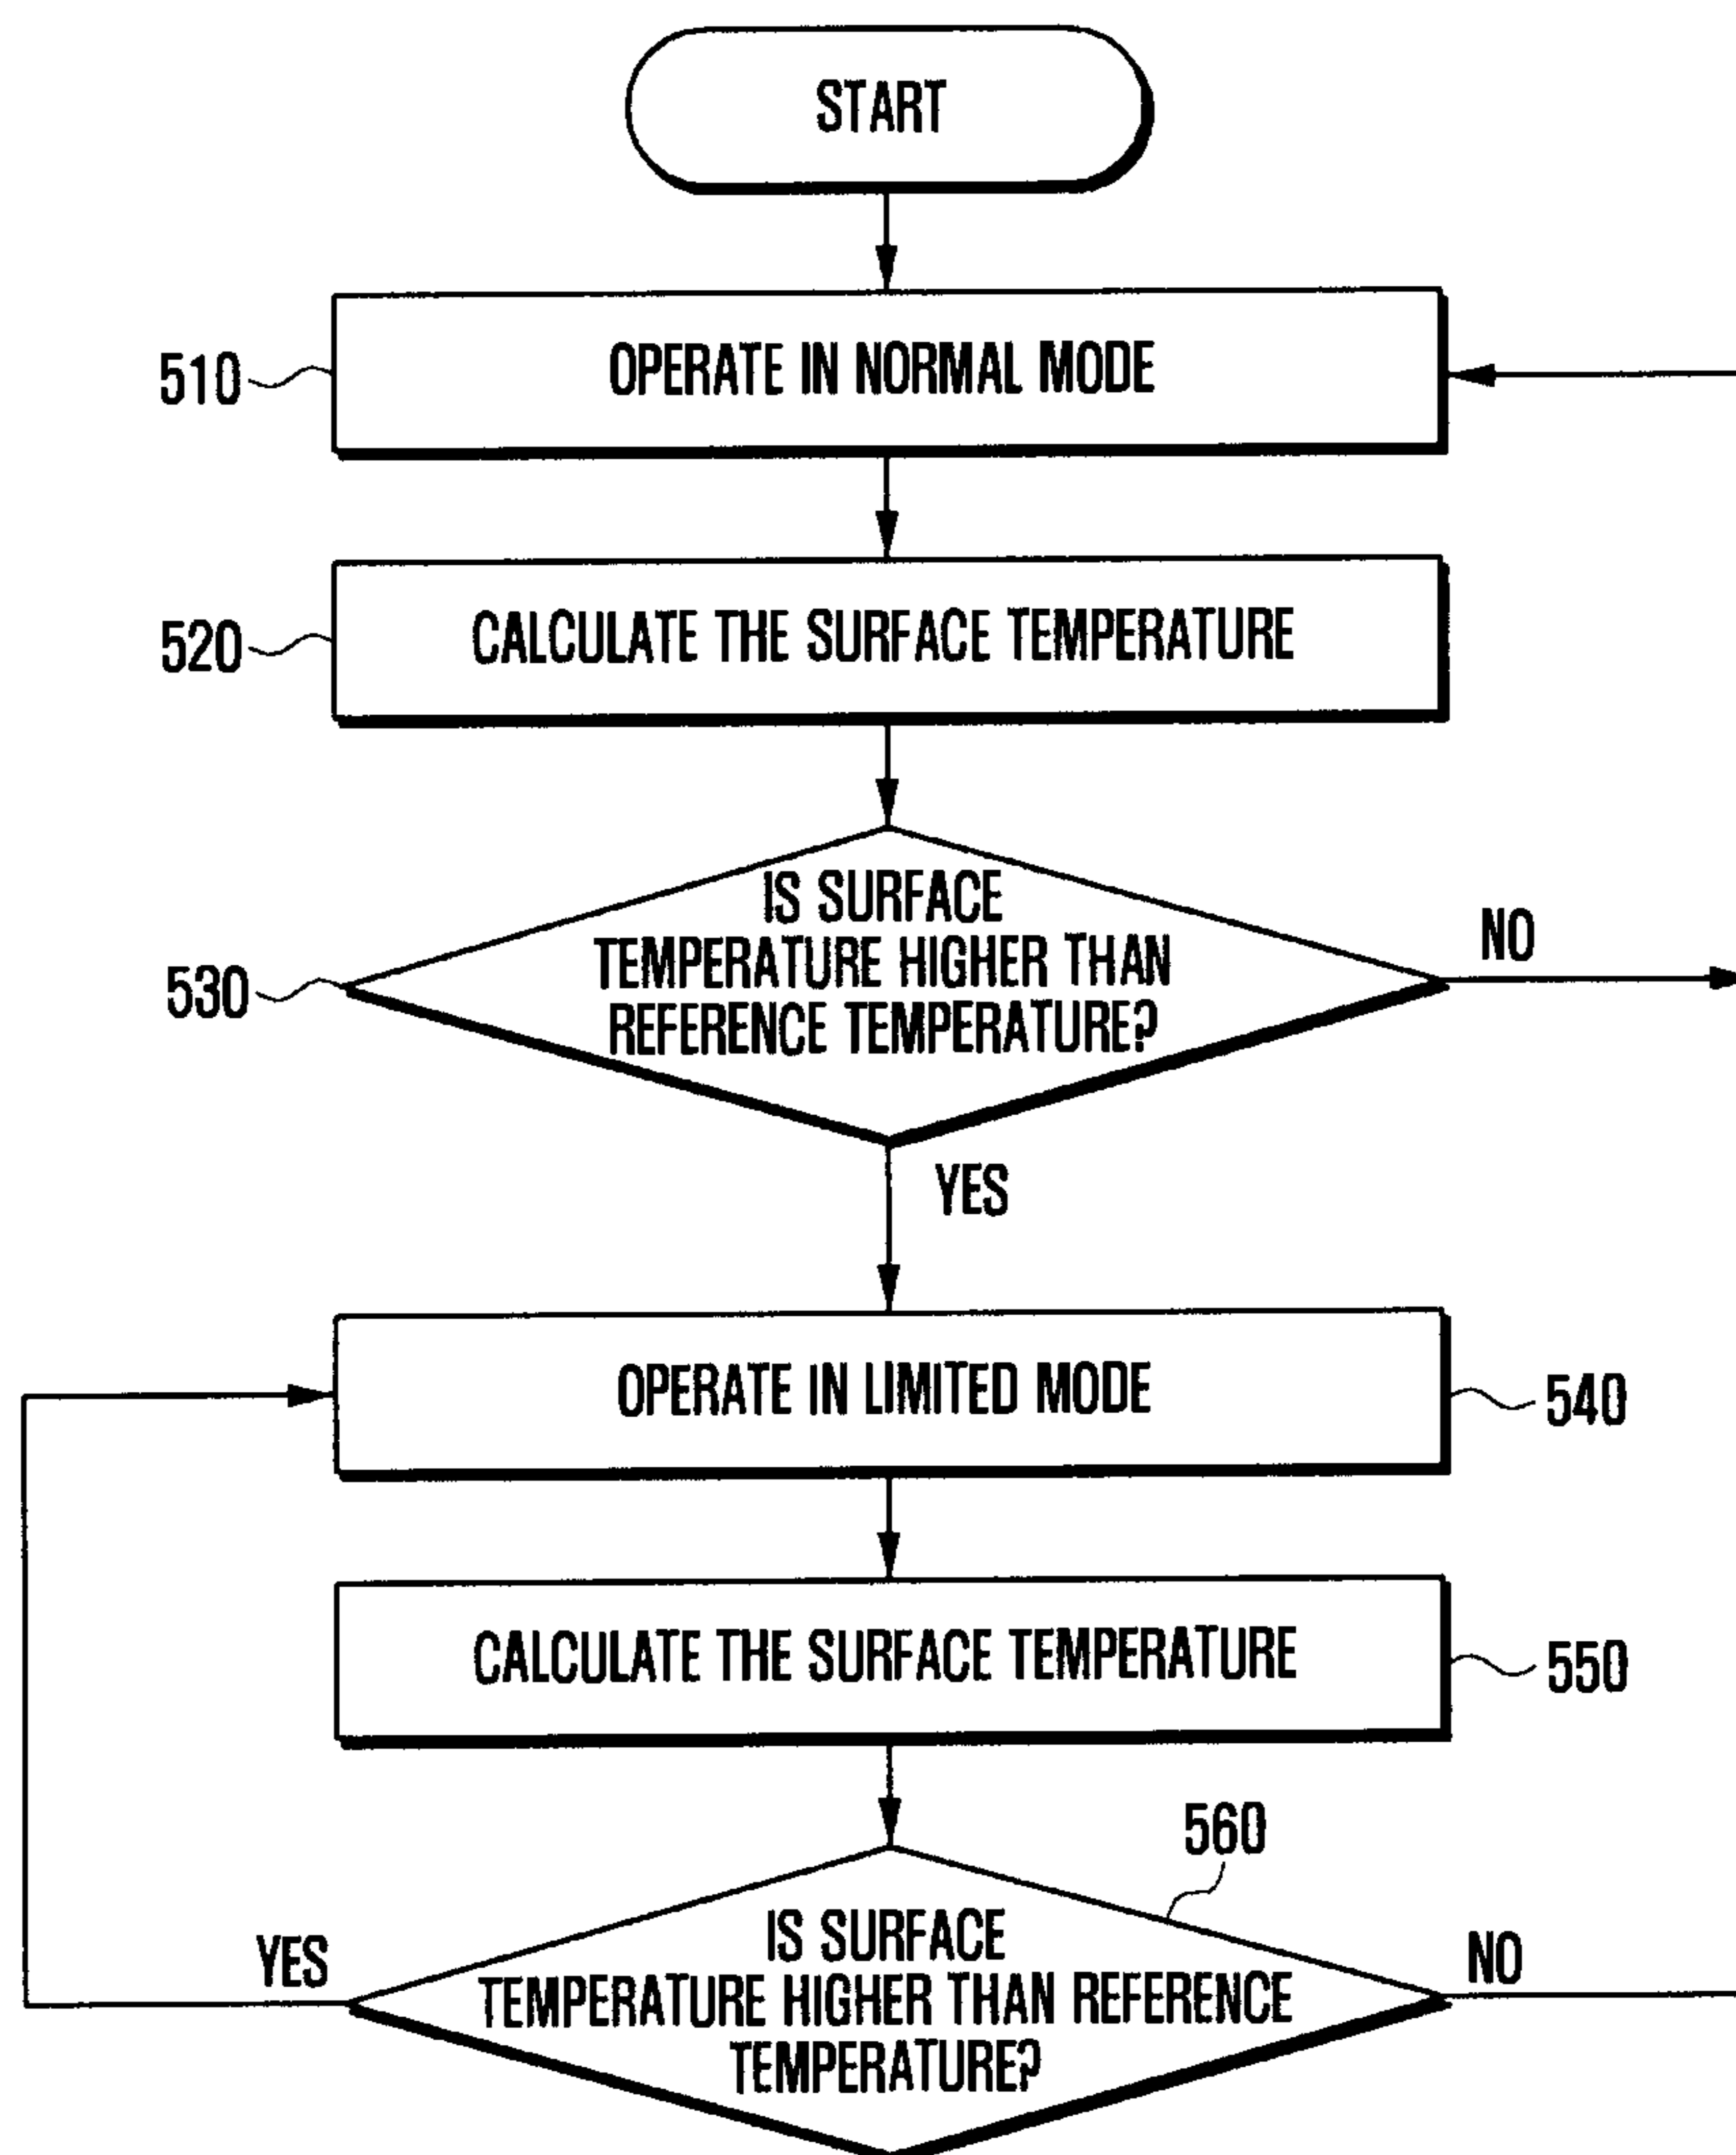 START
510
OPERATE IN NORMAL MODE
520
CALCULATE THE SURFACE TEMPERATURE
530
IS SURFACE
TEMPERATURE HIGHER THAN
REFERENCE TEMPERATURE?
NO
YES
OPERATE IN LIMITED MODE
540
CALCULATE THE SURFACE TEMPERATURE
550
560
YES
IS SURFACE
TEMPERATURE HIGHER THAN REFERENCE
TEMPERATURE?
NO